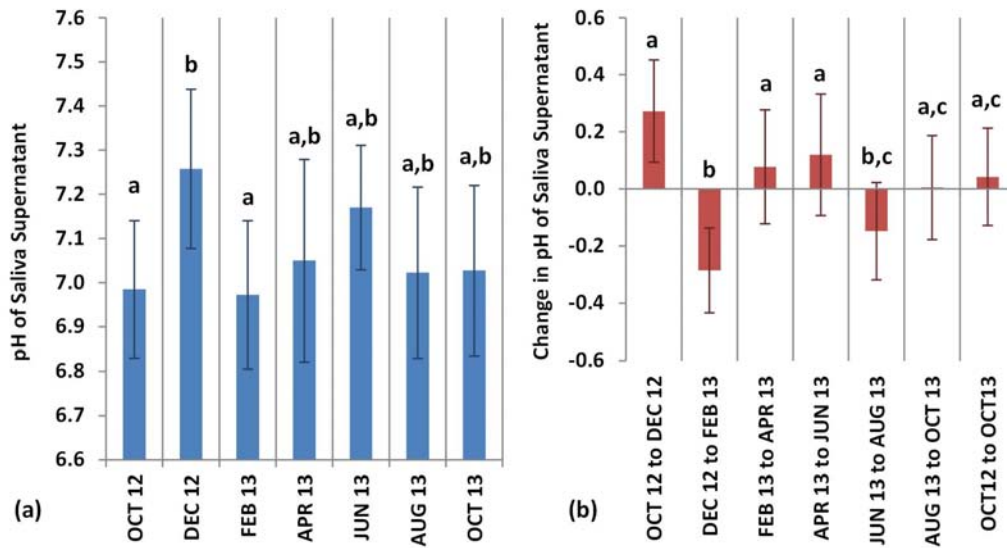 pH of Saliva Supernatant
7.6
7.5
7.4
7.3
7.2
7.1
7.0
6.9
6.8
6.7
6.6
a
b
a
a,b
a,b
a,b
a,b
OCT 12
DEC 12
FEB 13
APR 13
JUN 13
AUG 13
OCT 13
(a)
Change in pH of Saliva Supernatant
0.6
0.4
0.2
0.0
-0.2
-0.4
-0.6
a
b
a
a
b,c
a,c
a,c
OCT 12 to DEC 12
DEC 12 to FEB 13
FEB 13 to APR 13
APR 13 to JUN 13
JUN 13 to AUG 13
AUG 13 to OCT 13
OCT12 to OCT13
(b)